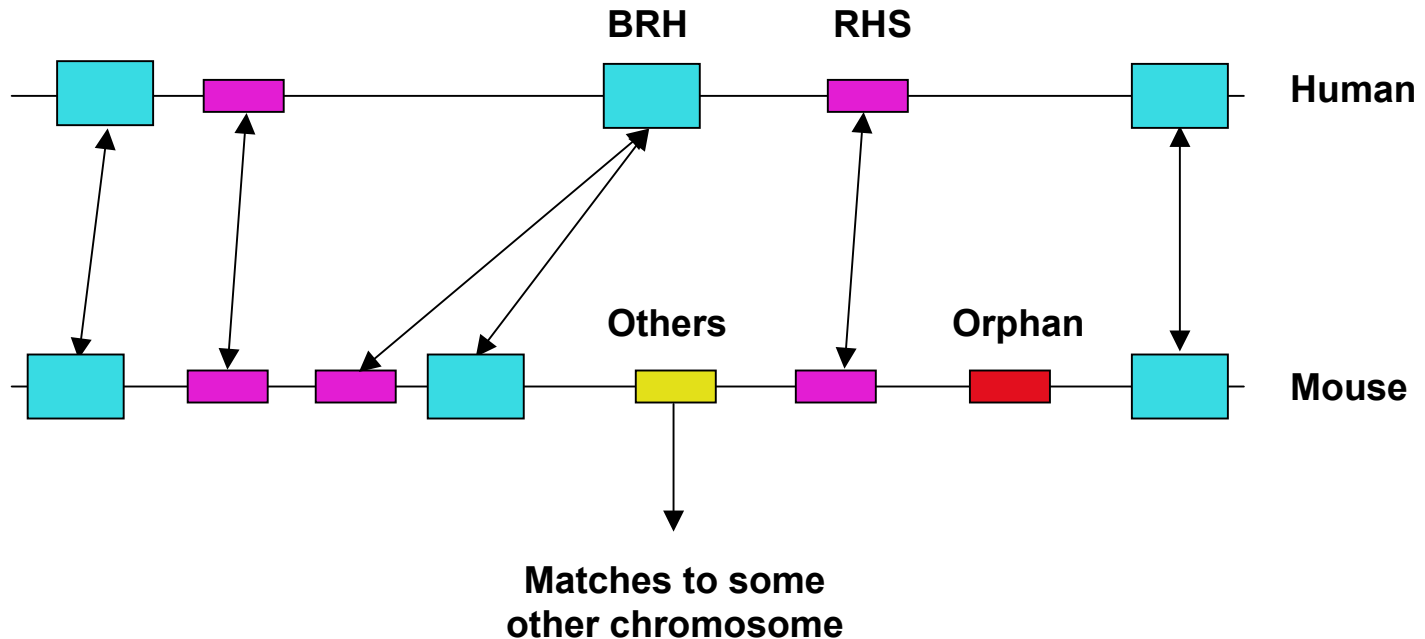 BRH RHS
Human
Others Orphan
Mouse
Matches to some
other chromosome